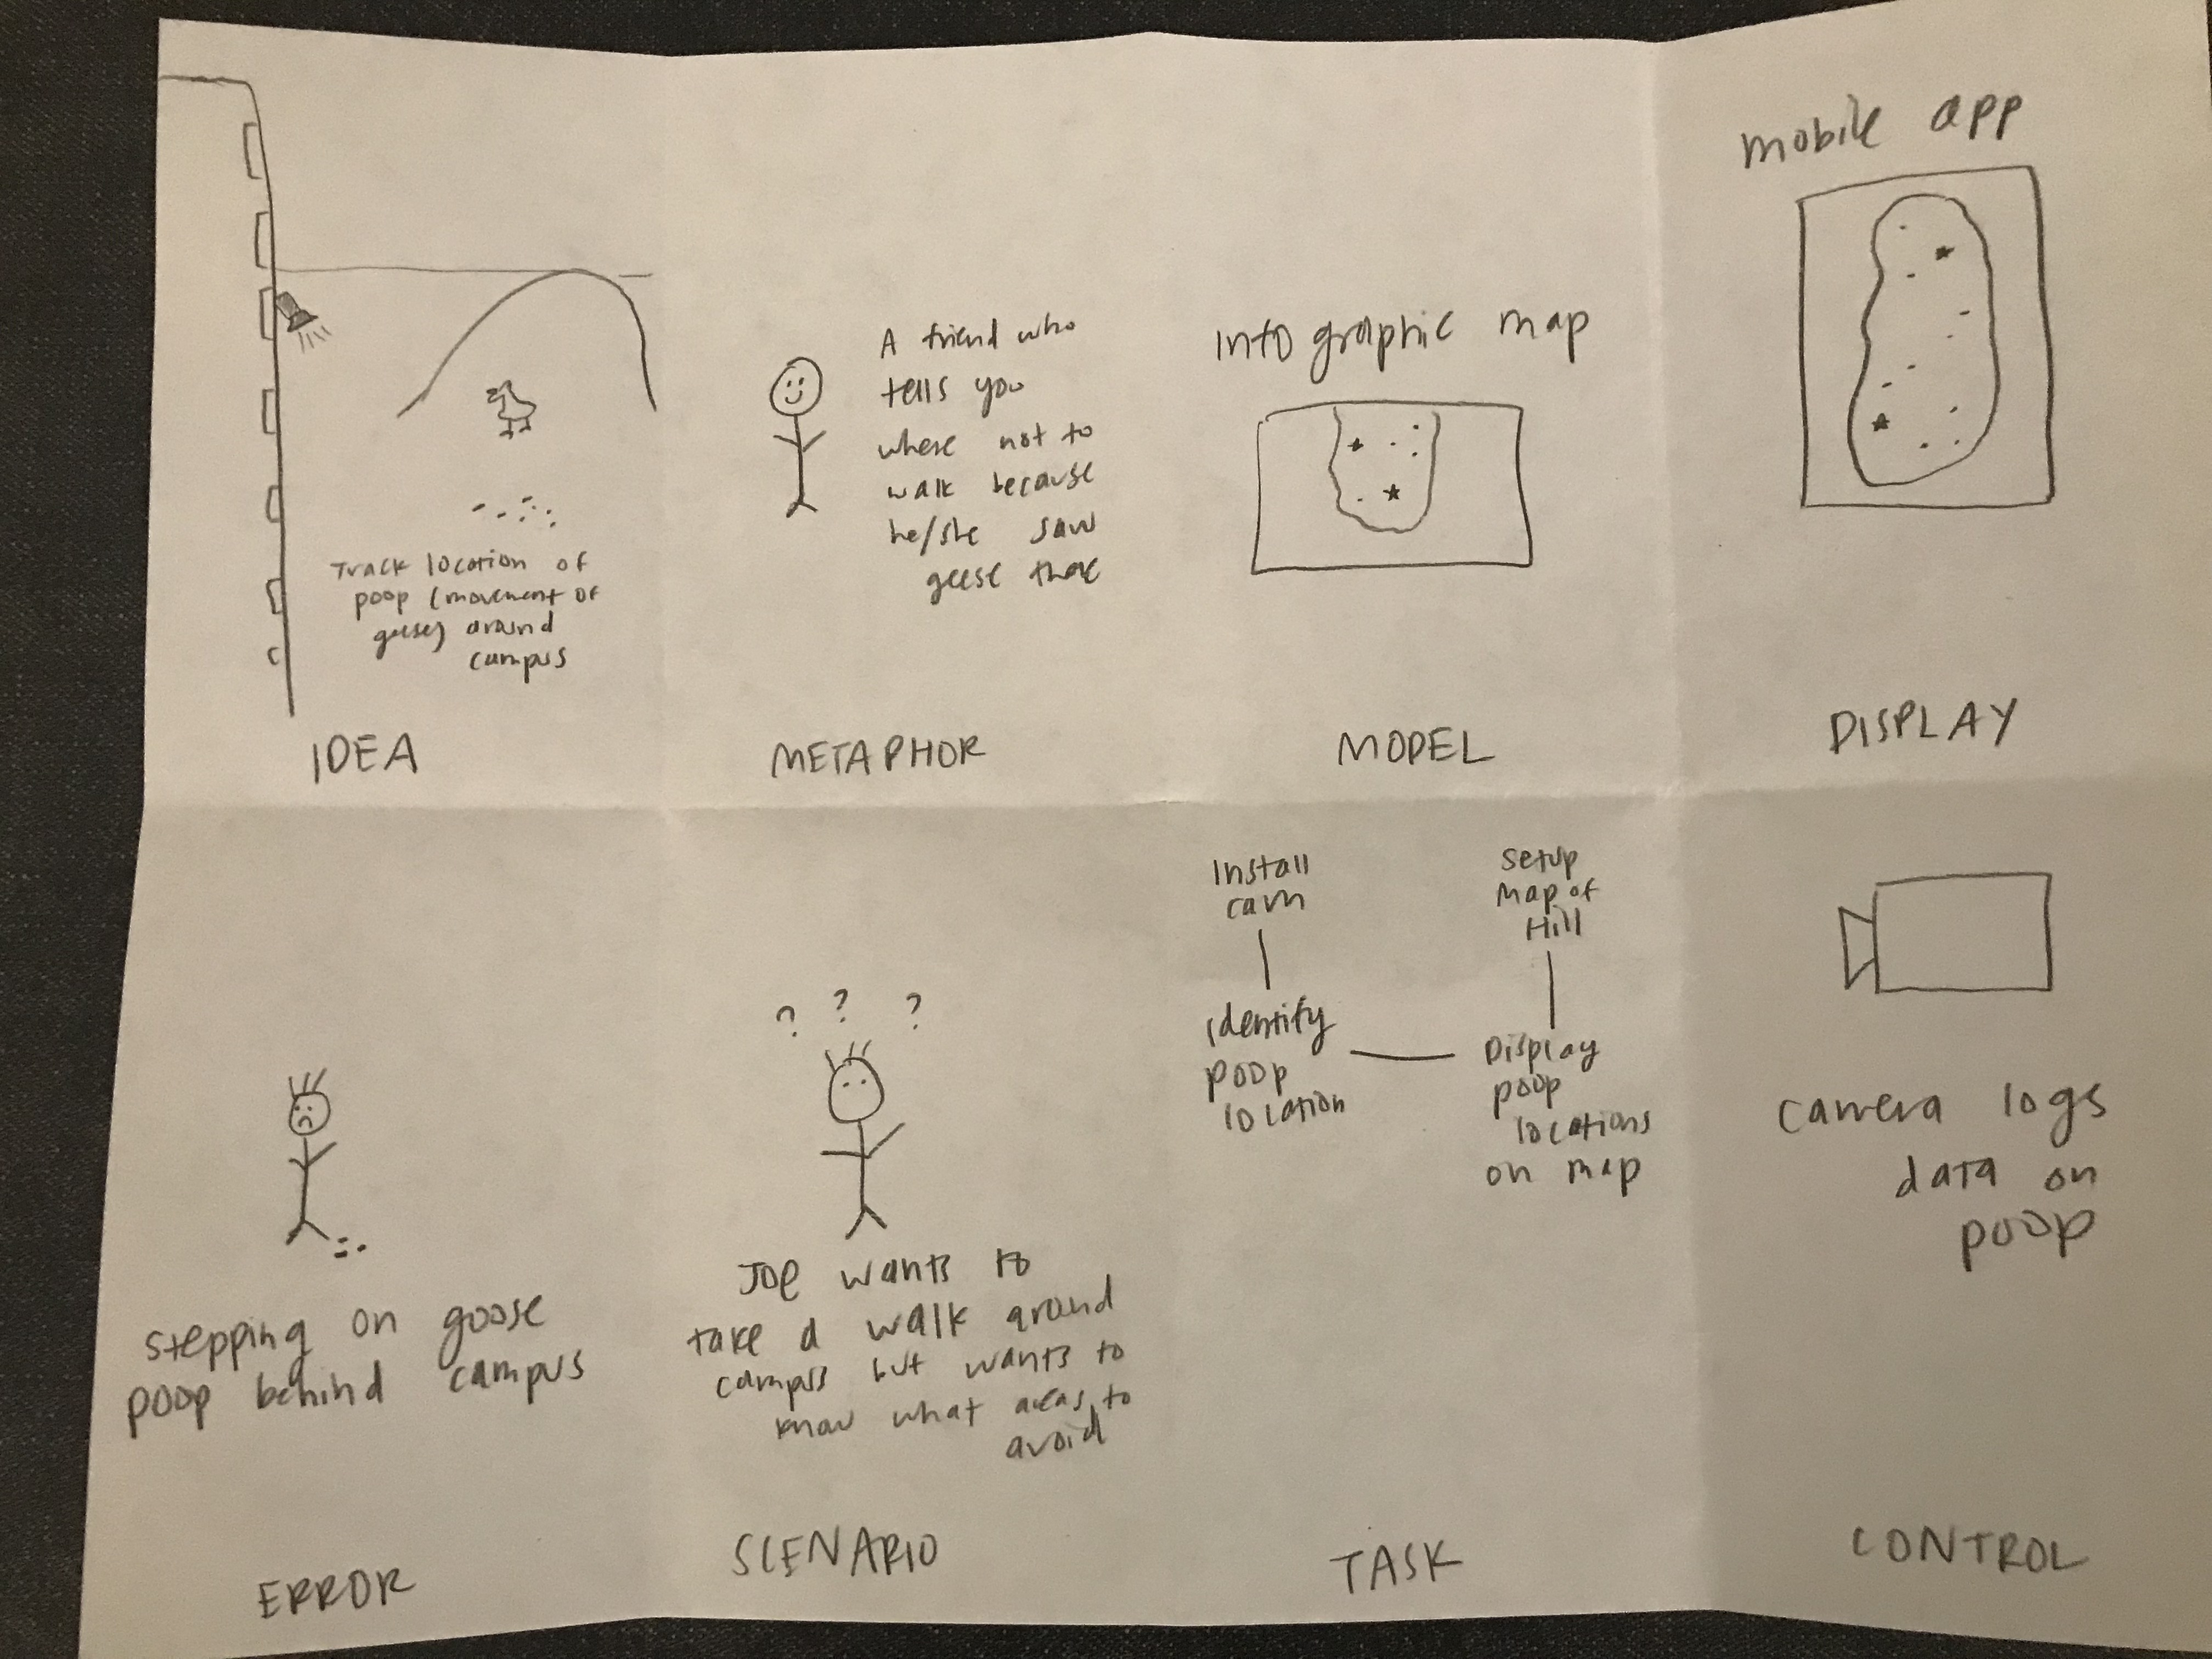 Track location of
poop (movement of
geese) around
campus
IDEA
A friend who
tells you
where not to
walk because
he/she saw
geese there
METAPHOR
Infographic map
MODEL
mobile app
DISPLAY
stepping on goose
poop behind campus
ERROR
? ? ?
Joe wants to
take a walk around
campus but wants to
know what areas to
avoid
SCENARIO
install
cam
identify
poop
location
setup
map of
Hill
Display
poop
locations
on map
TASK
camera logs
data on
poop
CONTROL